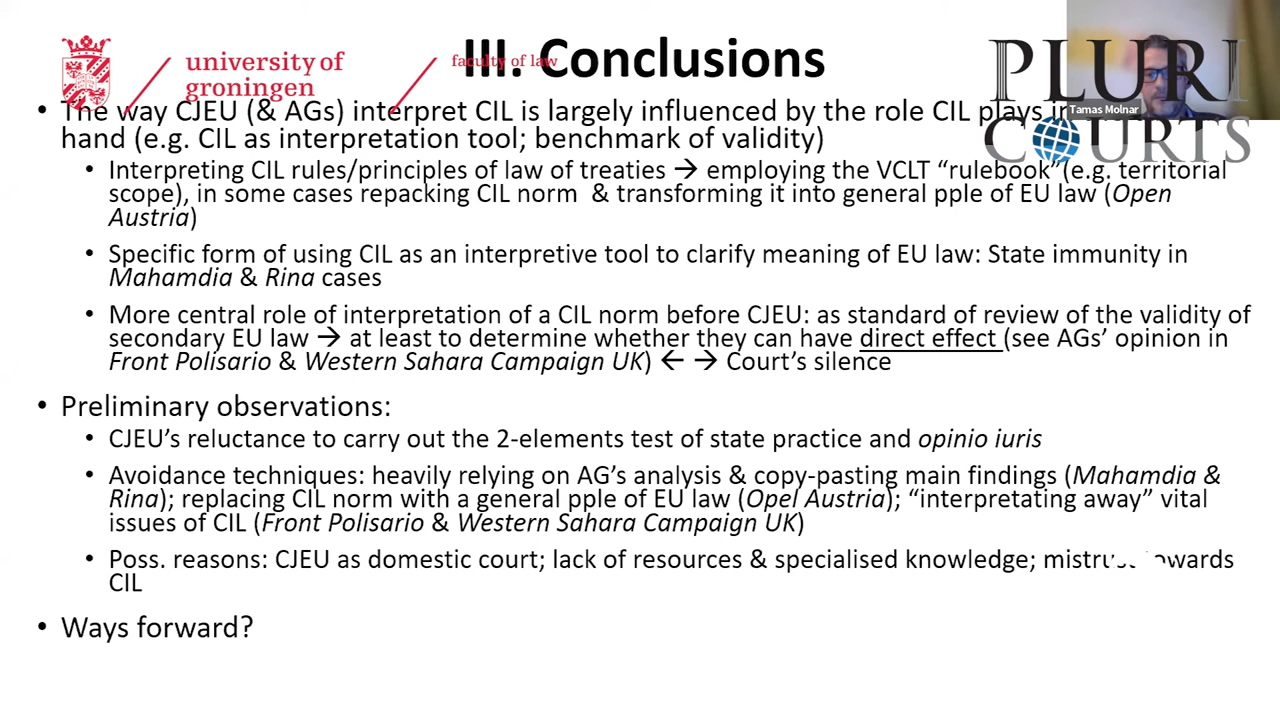 university of
groningen
faculty of law
III. Conclusions
PLURI
COURTS
Tamas Molnar
• The way CJEU (& AGs) interpret CIL is largely influenced by the role CIL plays in
hand (e.g. CIL as interpretation tool; benchmark of validity)
• Interpreting CIL rules/principles of law of treaties → employing the VCLT “rulebook”(e.g. territorial
scope), in some cases repacking CIL norm & transforming it into general pple of EU law (Open
Austria)
• Specific form of using CIL as an interpretive tool to clarify meaning of EU law: State immunity in
Mahamdia & Rina cases
• More central role of interpretation of a CIL norm before CJEU: as standard of review of the validity of
secondary EU law → at least to determine whether they can have direct effect (see AGs’ opinion in
Front Polisario & Western Sahara Campaign UK) ← → Court’s silence
• Preliminary observations:
• CJEU’s reluctance to carry out the 2-elements test of state practice and opinio iuris
• Avoidance techniques: heavily relying on AG’s analysis & copy-pasting main findings (Mahamdia &
Rina); replacing CIL norm with a general pple of EU law (Opel Austria); “interpretating away” vital
issues of CIL (Front Polisario & Western Sahara Campaign UK)
• Poss. reasons: CJEU as domestic court; lack of resources & specialised knowledge; mistrust towards
CIL
• Ways forward?